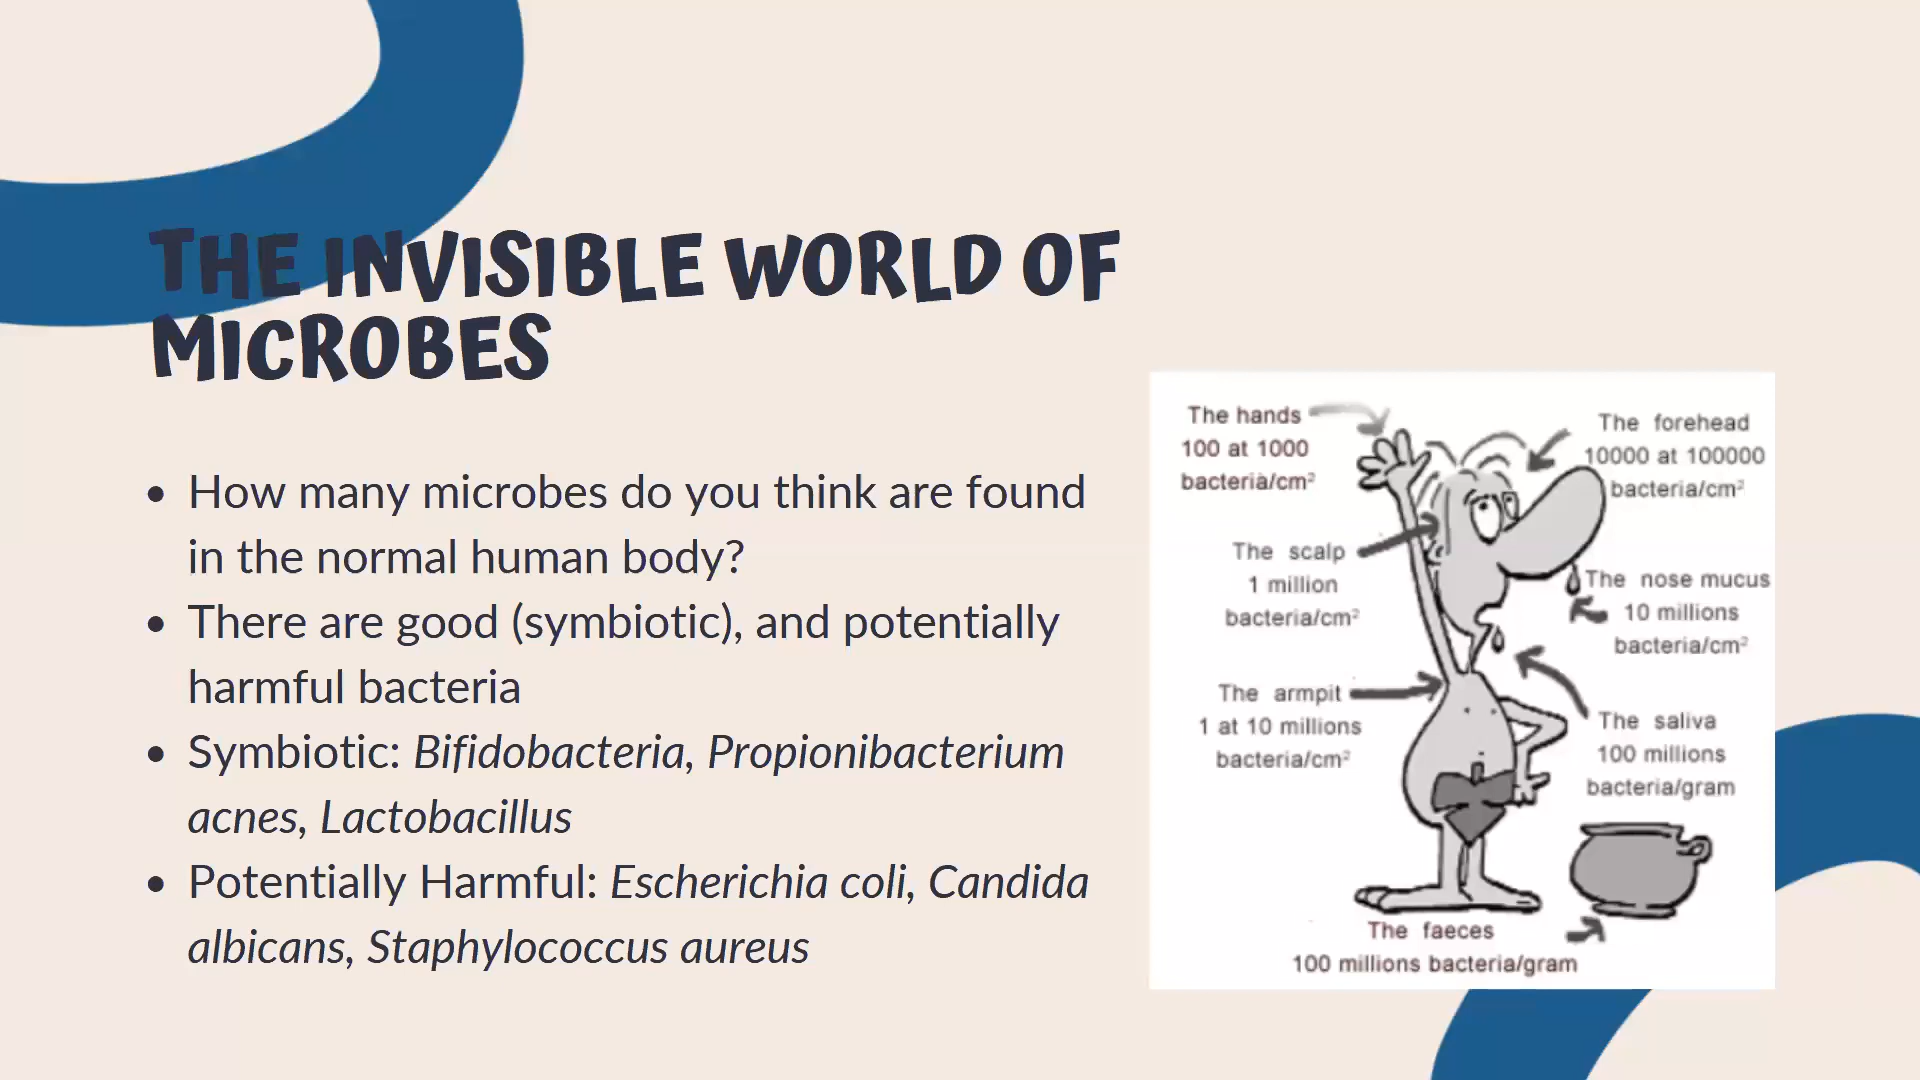 THE INVISIBLE WORLD OF
MICROBES
• How many microbes do you think are found
in the normal human body?
• There are good (symbiotic), and potentially
harmful bacteria
• Symbiotic: Bifidobacteria, Propionibacterium
acnes, Lactobacillus
• Potentially Harmful: Escherichia coli, Candida
albicans, Staphylococcus aureus
The hands
100 at 1000
bacteria/cm²
The forehead
10000 at 100000
bacteria/cm²
The scalp
1 million
bacteria/cm²
The nose mucus
10 millions
bacteria/cm²
The armpit
1 at 10 millions
bacteria/cm²
The saliva
100 millions
bacteria/gram
The faeces
100 millions bacteria/gram